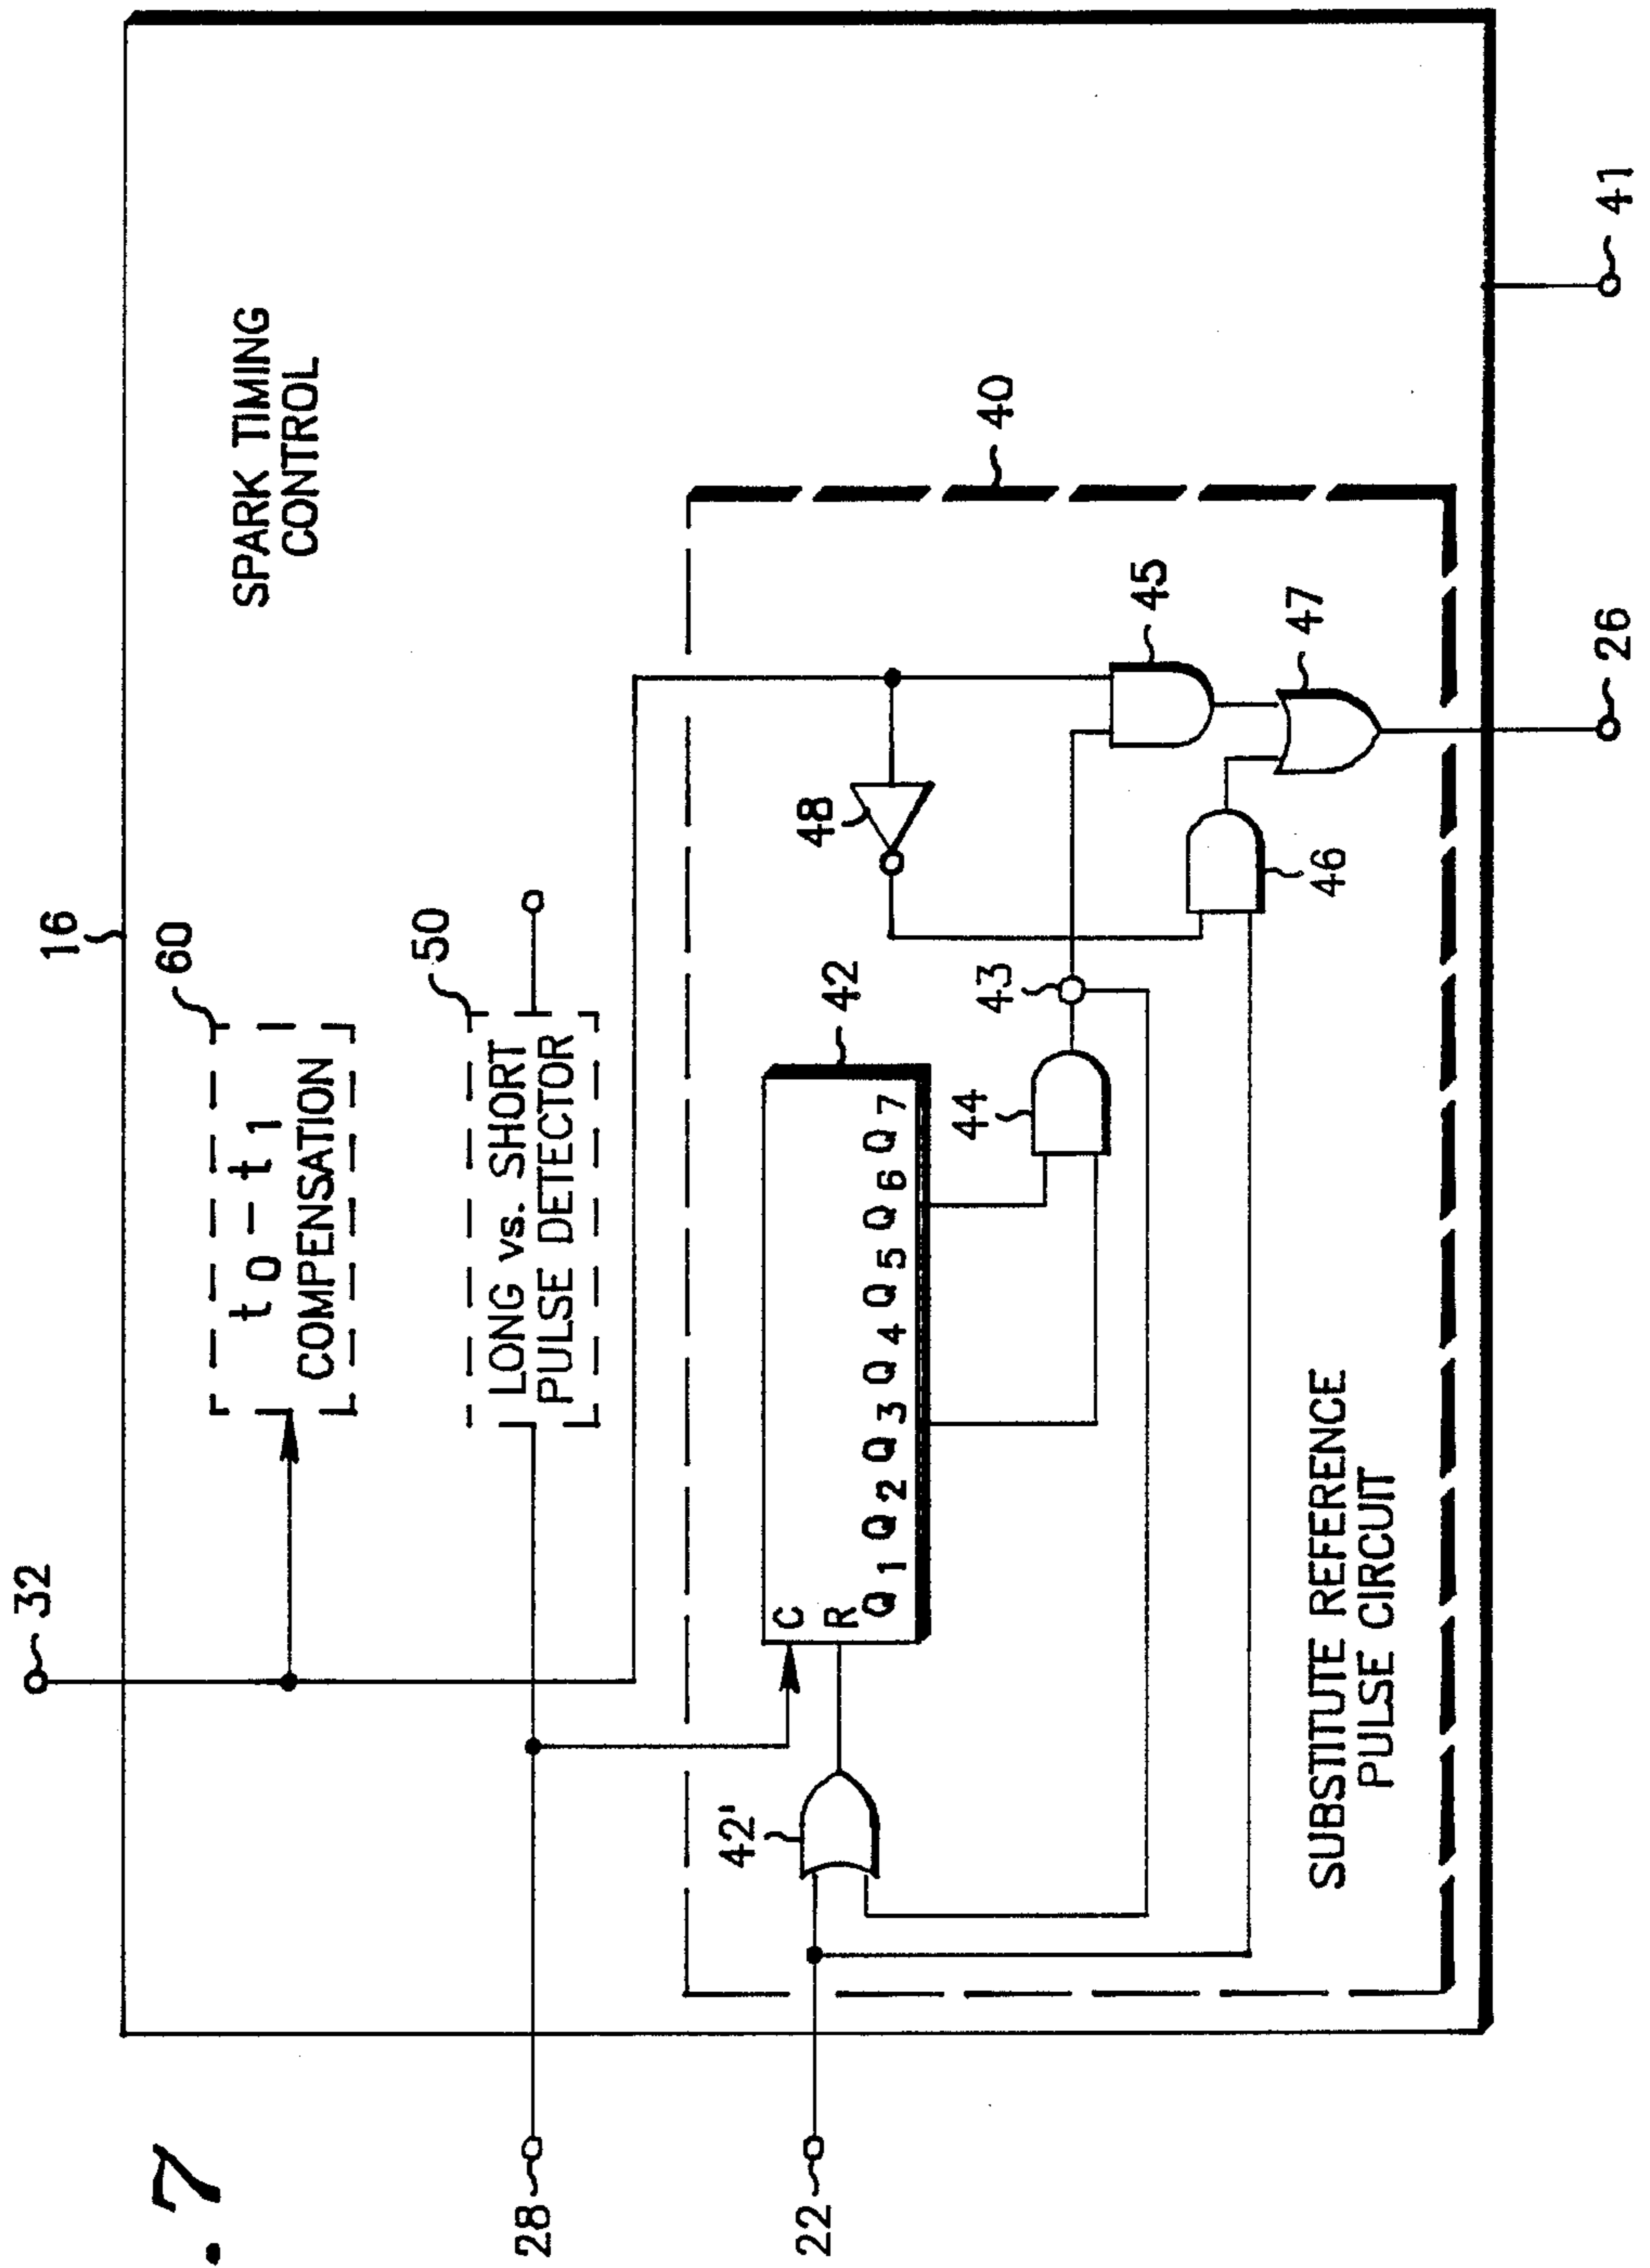 . 7
32
16
60
t0 – t1
COMPENSATION
SPARK TIMING
CONTROL
50
LONG vs. SHORT
PULSE DETECTOR
28
40
42
C
R
Q1 Q2 Q3 Q4 Q5 Q6 Q7
42'
22
48
44
43
45
46
47
SUBSTITUTE REFERENCE
PULSE CIRCUIT
26
41